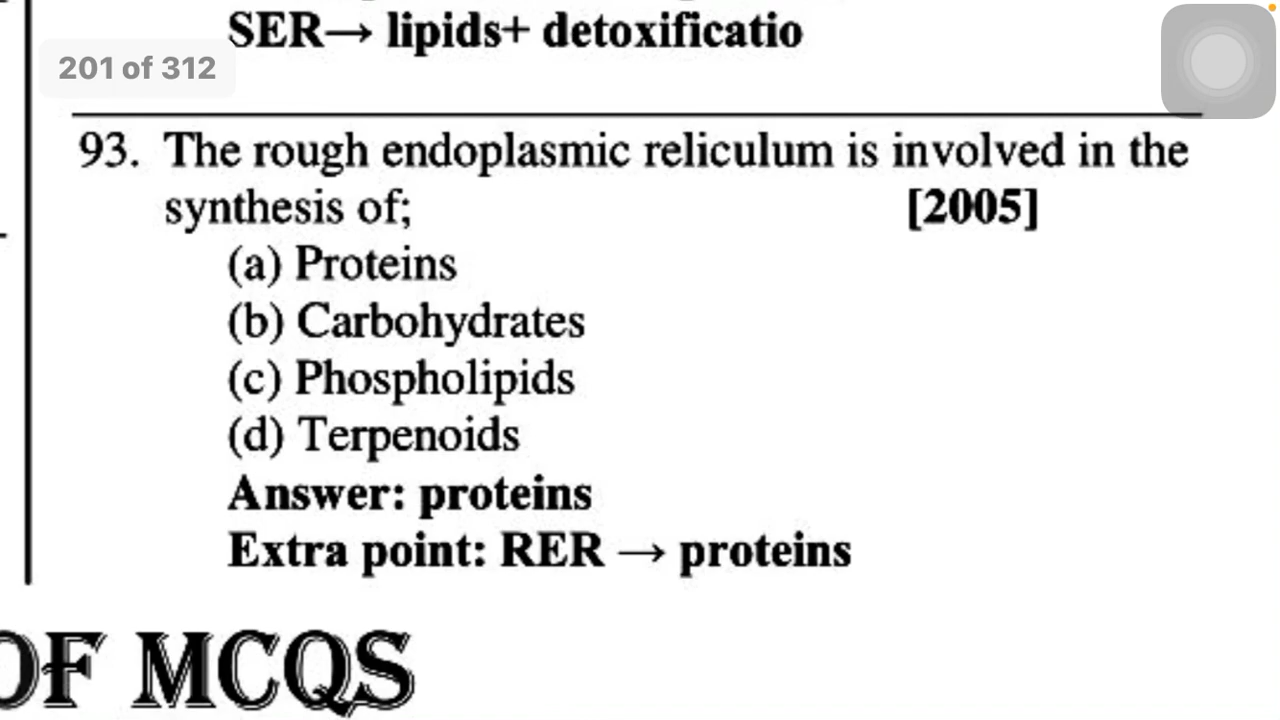 SER→ lipids+ detoxificatio
201 of 312
93. The rough endoplasmic reliculum is involved in the
synthesis of; [2005]
(a) Proteins
(b) Carbohydrates
(c) Phospholipids
(d) Terpenoids
Answer: proteins
Extra point: RER → proteins
OF MCQS